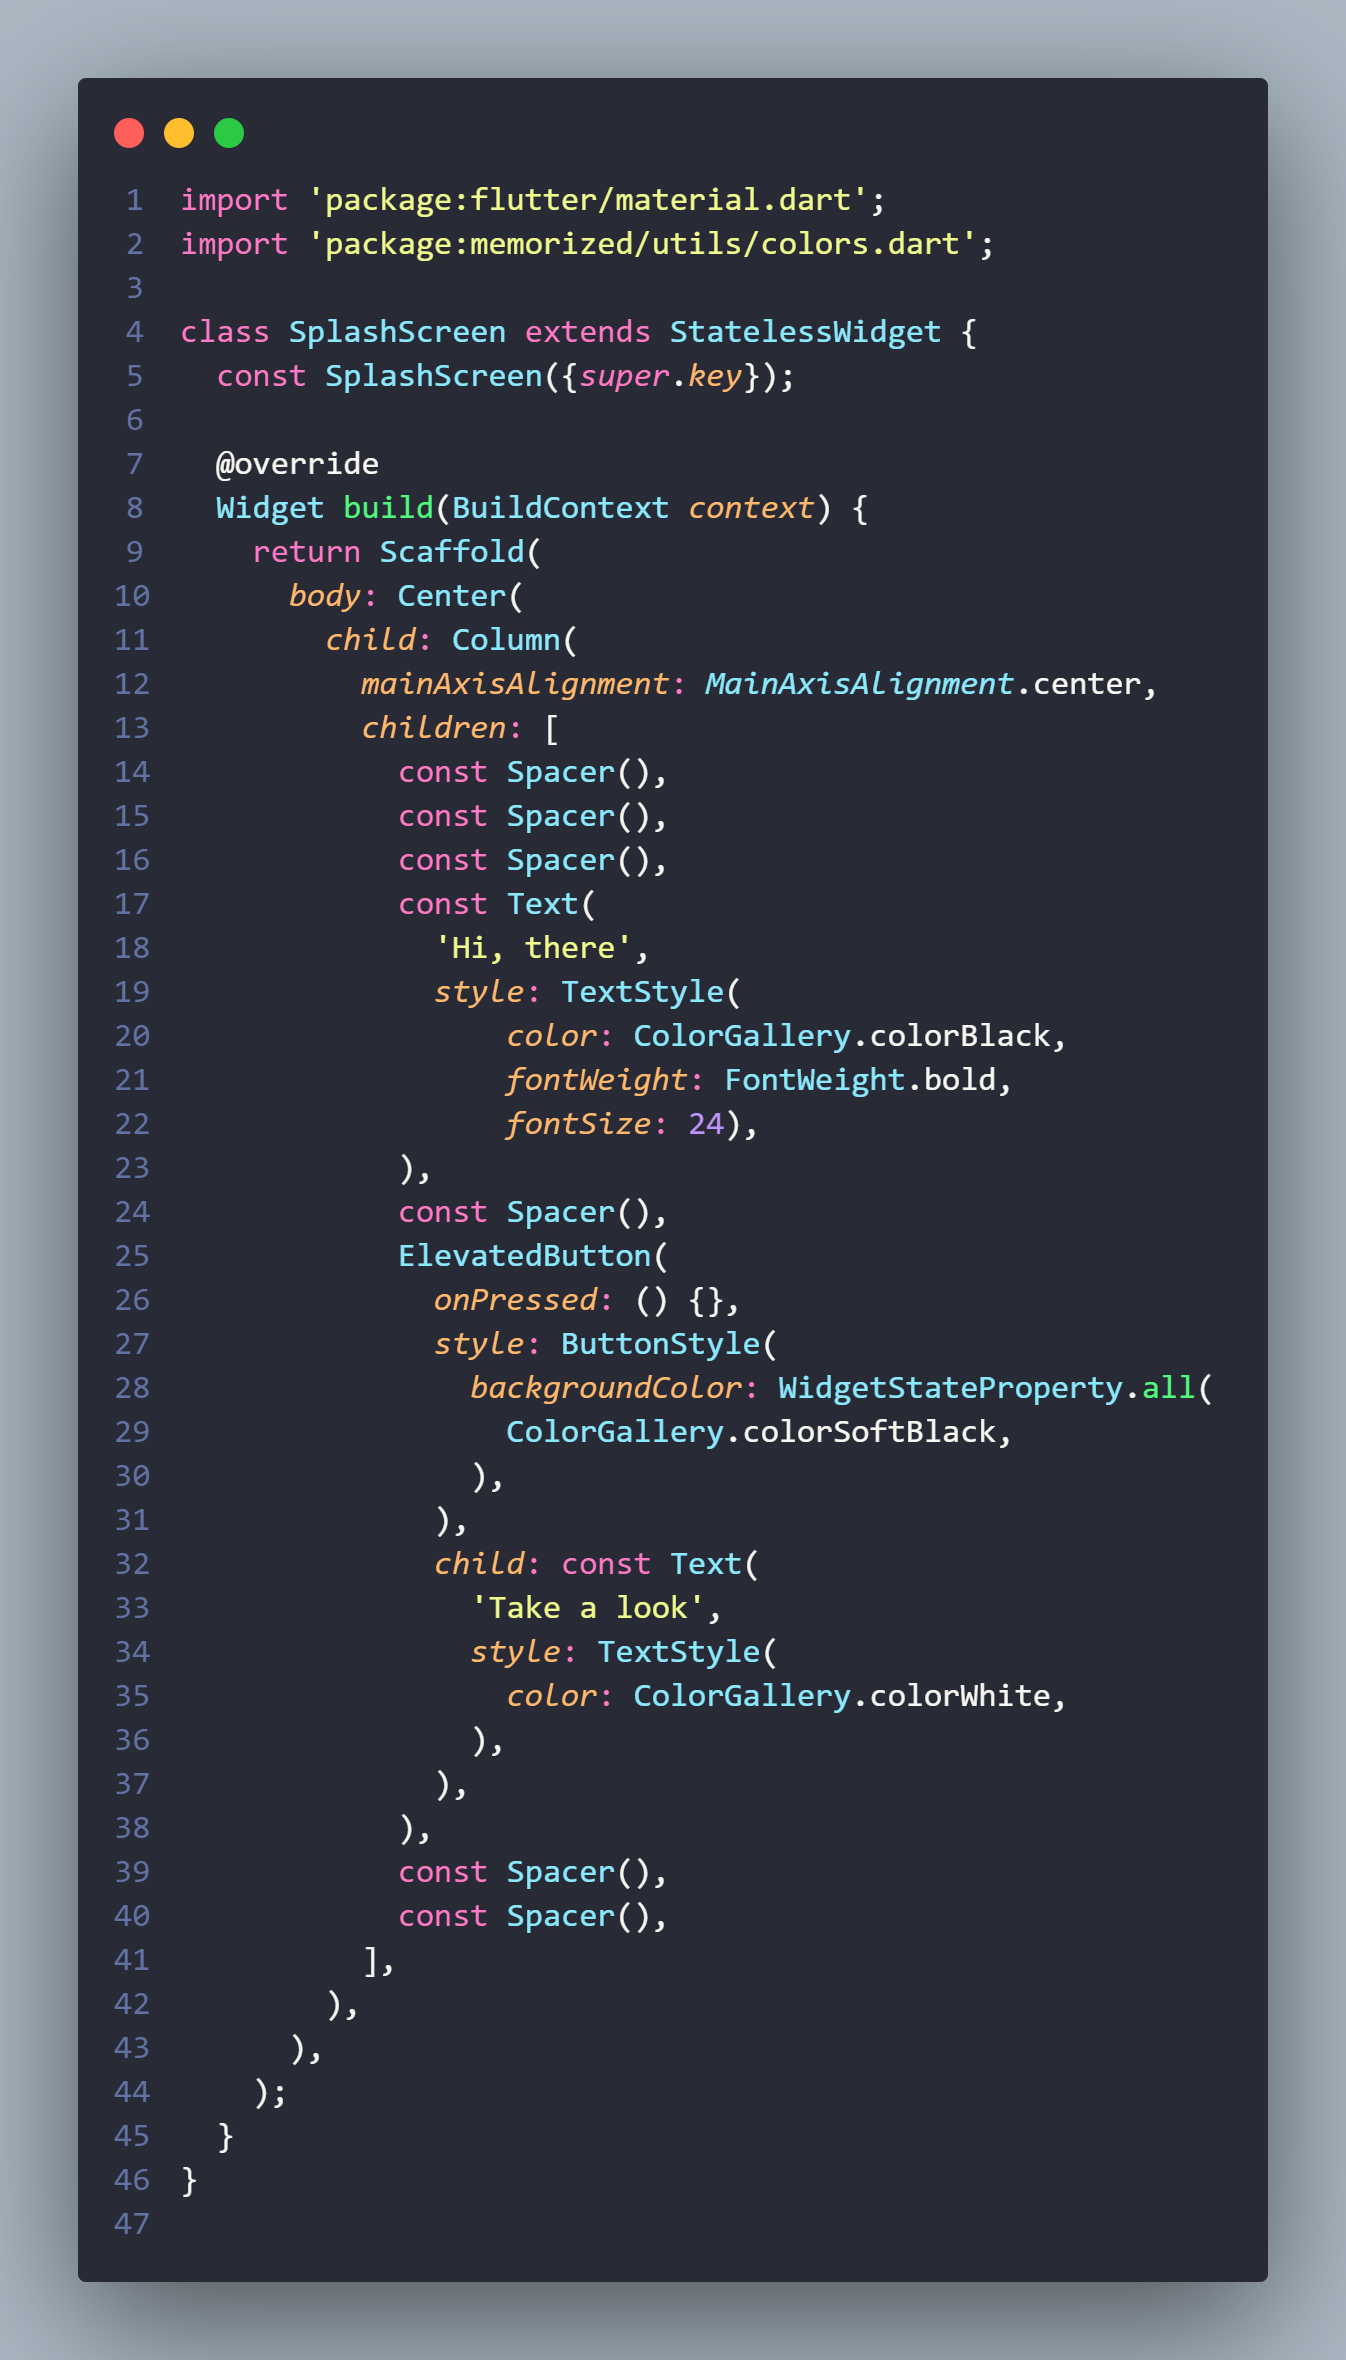 1 import 'package:flutter/material.dart';
2 import 'package:memorized/utils/colors.dart';
3
4 class SplashScreen extends StatelessWidget {
5   const SplashScreen({super.key});
6
7   @override
8   Widget build(BuildContext context) {
9     return Scaffold(
10       body: Center(
11         child: Column(
12           mainAxisAlignment: MainAxisAlignment.center,
13           children: [
14             const Spacer(),
15             const Spacer(),
16             const Spacer(),
17             const Text(
18               'Hi, there',
19               style: TextStyle(
20                   color: ColorGallery.colorBlack,
21                   fontWeight: FontWeight.bold,
22                   fontSize: 24),
23             ),
24             const Spacer(),
25             ElevatedButton(
26               onPressed: () {},
27               style: ButtonStyle(
28                 backgroundColor: WidgetStateProperty.all(
29                   ColorGallery.colorSoftBlack,
30                 ),
31               ),
32               child: const Text(
33                 'Take a look',
34                 style: TextStyle(
35                   color: ColorGallery.colorWhite,
36                 ),
37               ),
38             ),
39             const Spacer(),
40             const Spacer(),
41           ],
42         ),
43       ),
44     );
45   }
46 }
47